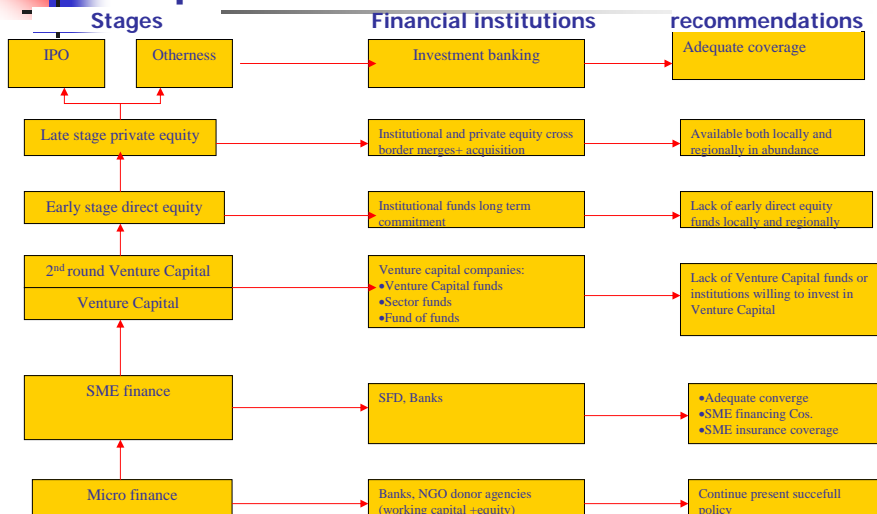 Stages
Financial institutions
recommendations
IPO
Otherness
Investment banking
Adequate coverage
Late stage private equity
Institutional and private equity cross
border merges+ acquisition
Available both locally and
regionally in abundance
Early stage direct equity
Institutional funds long term
commitment
Lack of early direct equity
funds locally and regionally
2nd round Venture Capital
Venture Capital
Venture capital companies:
•Venture Capital funds
•Sector funds
•Fund of funds
Lack of Venture Capital funds or
institutions willing to invest in
Venture Capital
SME finance
SFD, Banks
•Adequate converge
•SME financing Cos.
•SME insurance coverage
Micro finance
Banks, NGO donor agencies
(working capital +equity)
Continue present succefull
policy